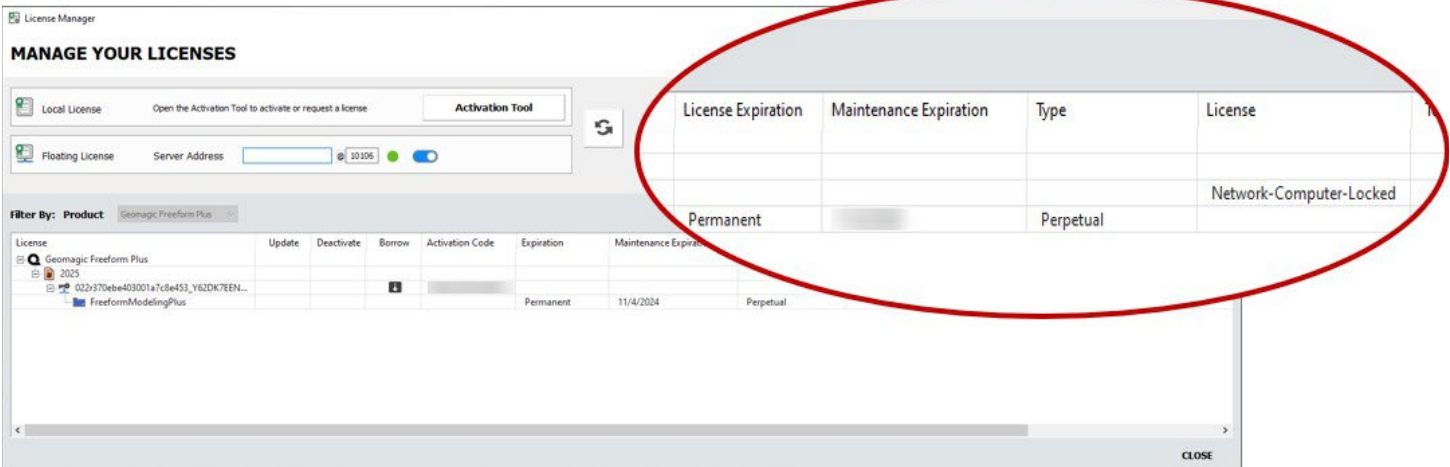 License Manager
MANAGE YOUR LICENSES
Local License Open the Activation Tool to activate or request a license Activation Tool
Floating License Server Address @ 10106
Filter By: Product Geomagic Freeform Plus
License Update Deactivate Borrow Activation Code Expiration Maintenance
Geomagic Freeform Plus
2025
022r370ebe403001a7c8e453_Y62DK7EEN...
FreeformModelingPlus Permanent 11/4/2024 Perpetual
License Expiration Maintenance Expiration Type License
Network-Computer-Locked
Permanent Perpetual
CLOSE